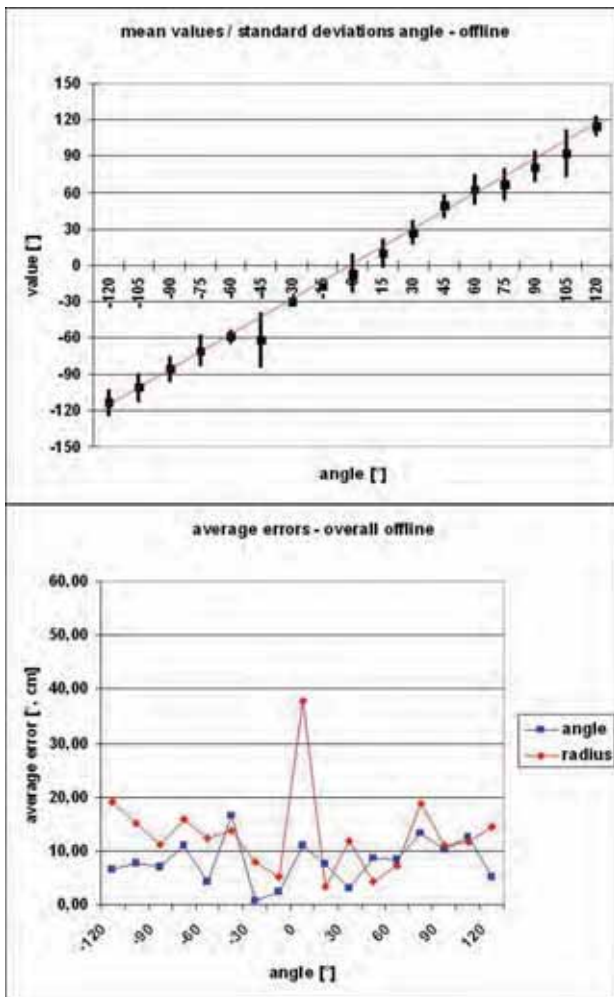 mean values / standard deviations angle - offline
150
120
90
60
30
0
-30
-60
-90
-120
-150
value [°]
-120 -105 -90 -75 -60 -45 -30 -15 0 15 30 45 60 75 90 105 120
angle [°]
average errors - overall offline
60,00
50,00
40,00
30,00
20,00
10,00
0,00
average error [°, cm]
-120 -90 -60 -30 0 30 60 90 120
angle [°]
angle
radius